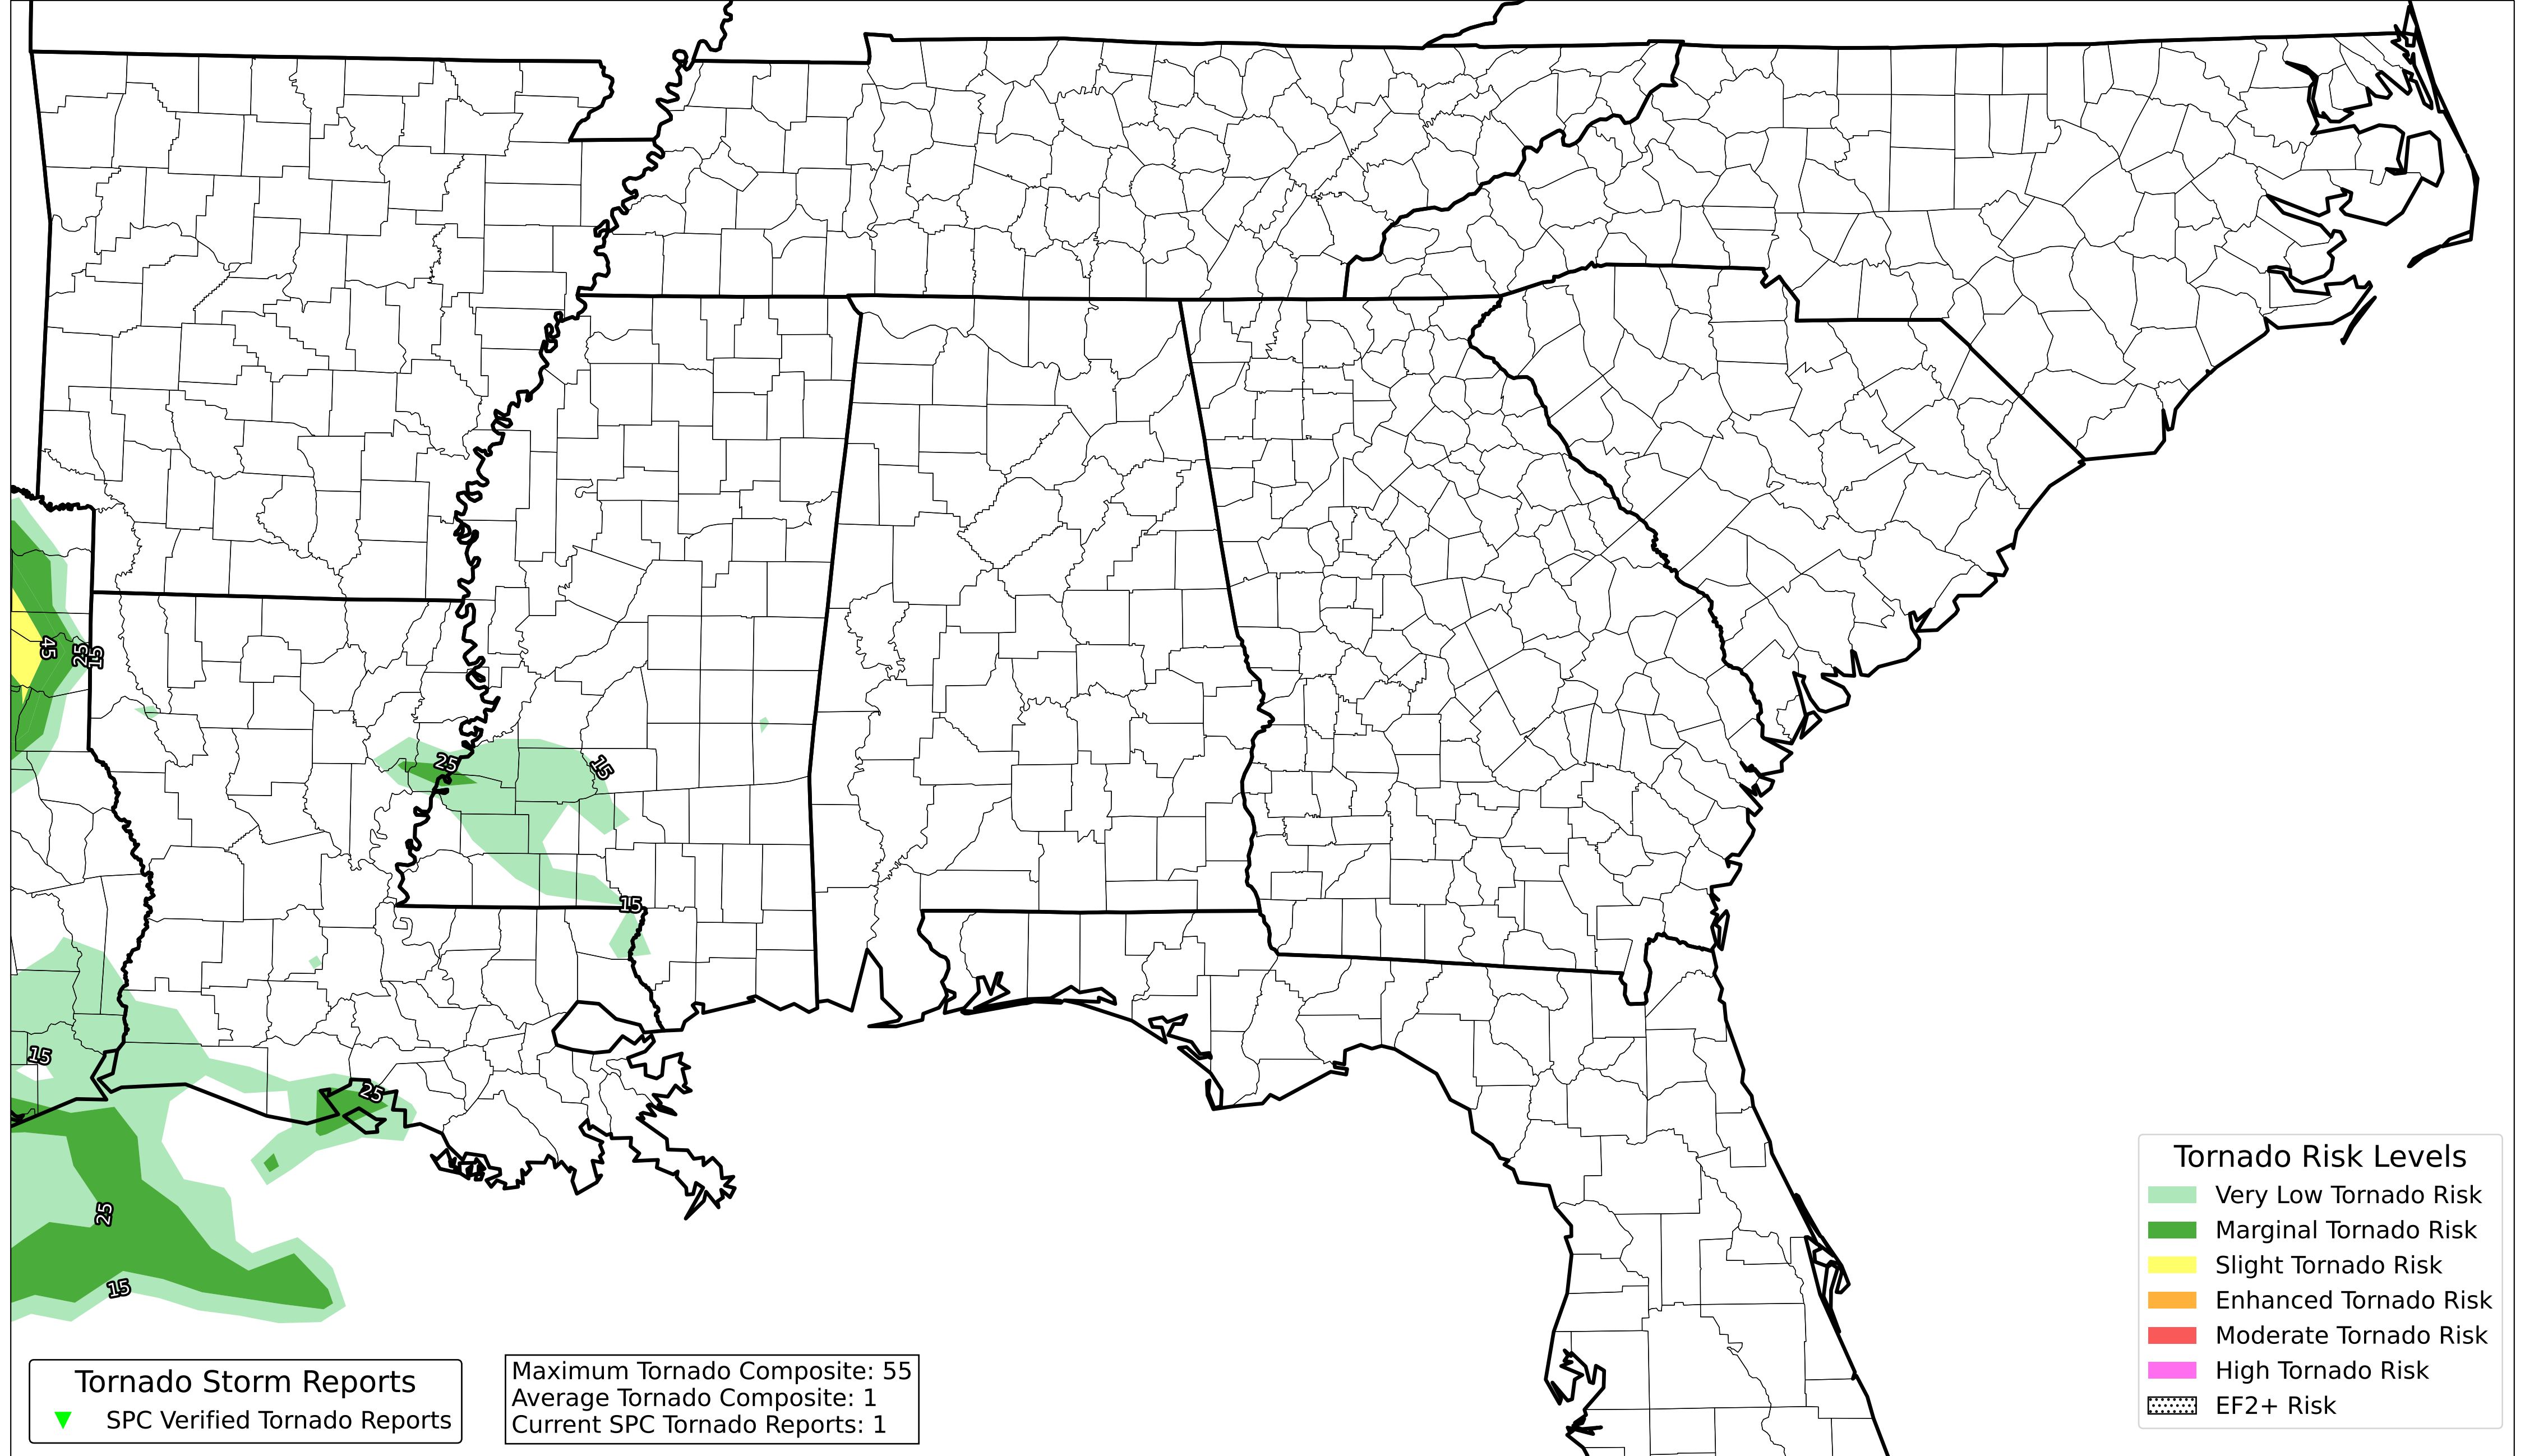 45
25
15
25
15
15
15
25
25
15
Tornado Risk Levels
Very Low Tornado Risk
Marginal Tornado Risk
Slight Tornado Risk
Enhanced Tornado Risk
Moderate Tornado Risk
High Tornado Risk
EF2+ Risk
Tornado Storm Reports
SPC Verified Tornado Reports
Maximum Tornado Composite: 55
Average Tornado Composite: 1
Current SPC Tornado Reports: 1